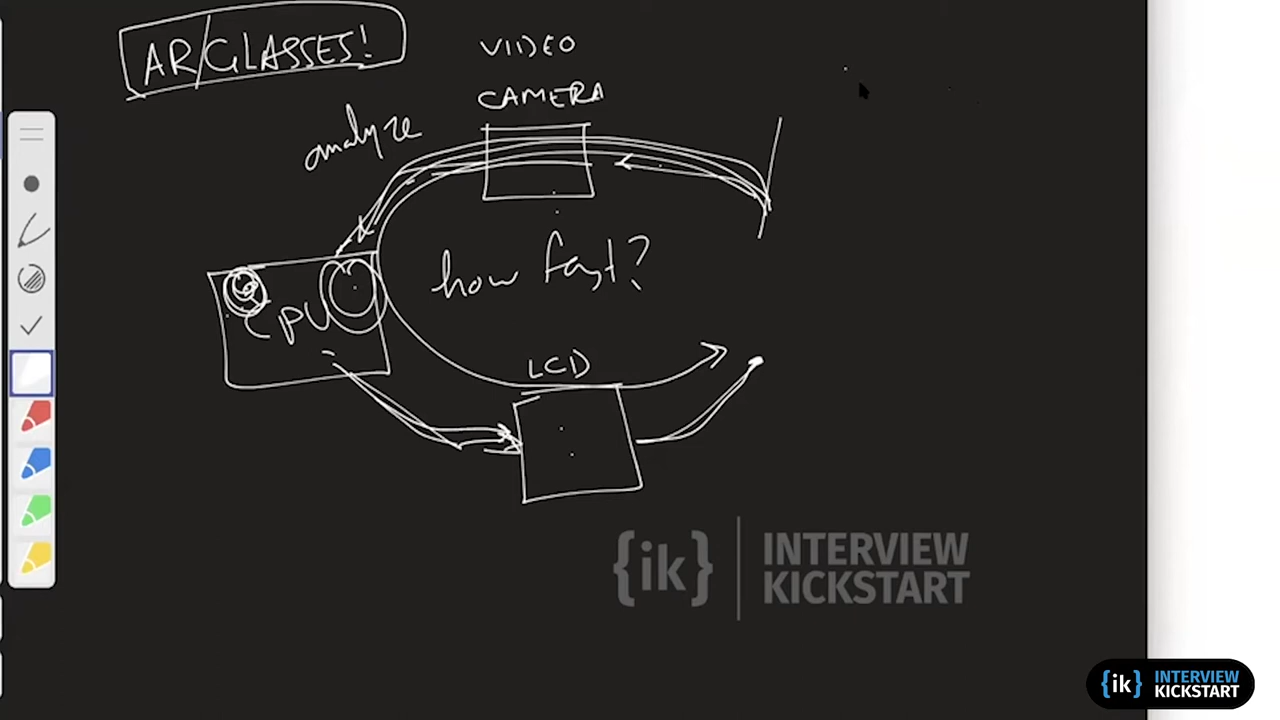 AR/GLASSES!
VIDEO
CAMERA
analyze
how fast?
CPU
LCD
{ik} INTERVIEW
KICKSTART
{ik} INTERVIEW
KICKSTART